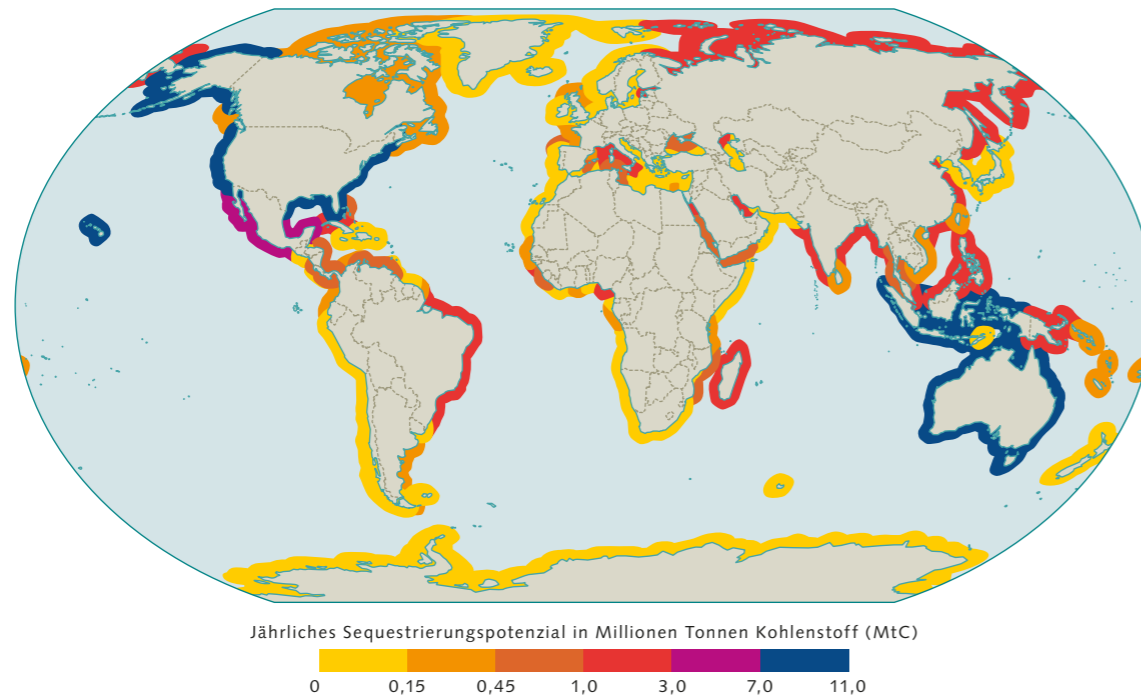 Jährliches Sequestrierungspotenzial in Millionen Tonnen Kohlenstoff (MtC)
0 0,15 0,45 1,0 3,0 7,0 11,0